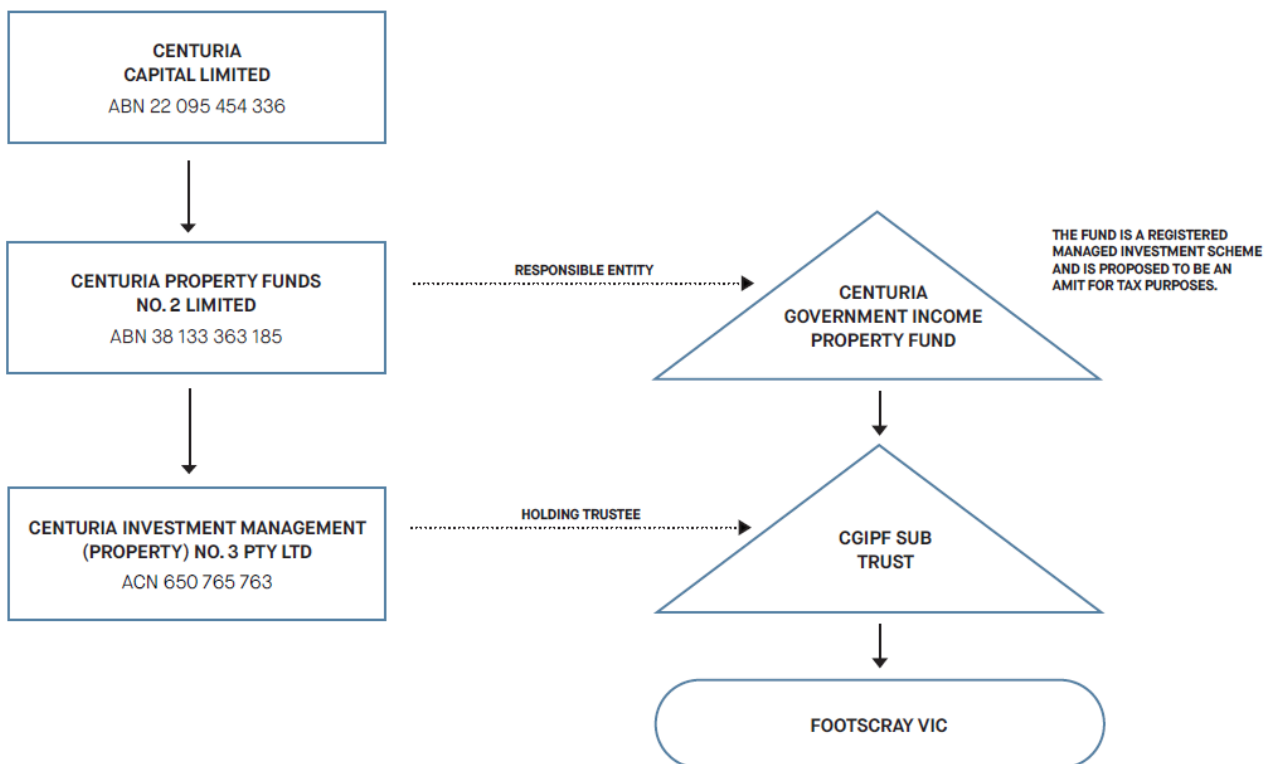 CENTURIA
CAPITAL LIMITED
ABN 22 095 454 336
CENTURIA PROPERTY FUNDS
NO. 2 LIMITED
ABN 38 133 363 185
RESPONSIBLE ENTITY
CENTURIA
GOVERNMENT INCOME
PROPERTY FUND
THE FUND IS A REGISTERED
MANAGED INVESTMENT SCHEME
AND IS PROPOSED TO BE AN
AMIT FOR TAX PURPOSES.
CENTURIA INVESTMENT MANAGEMENT
(PROPERTY) NO. 3 PTY LTD
ACN 650 765 763
HOLDING TRUSTEE
CGIPF SUB
TRUST
FOOTSCRAY VIC